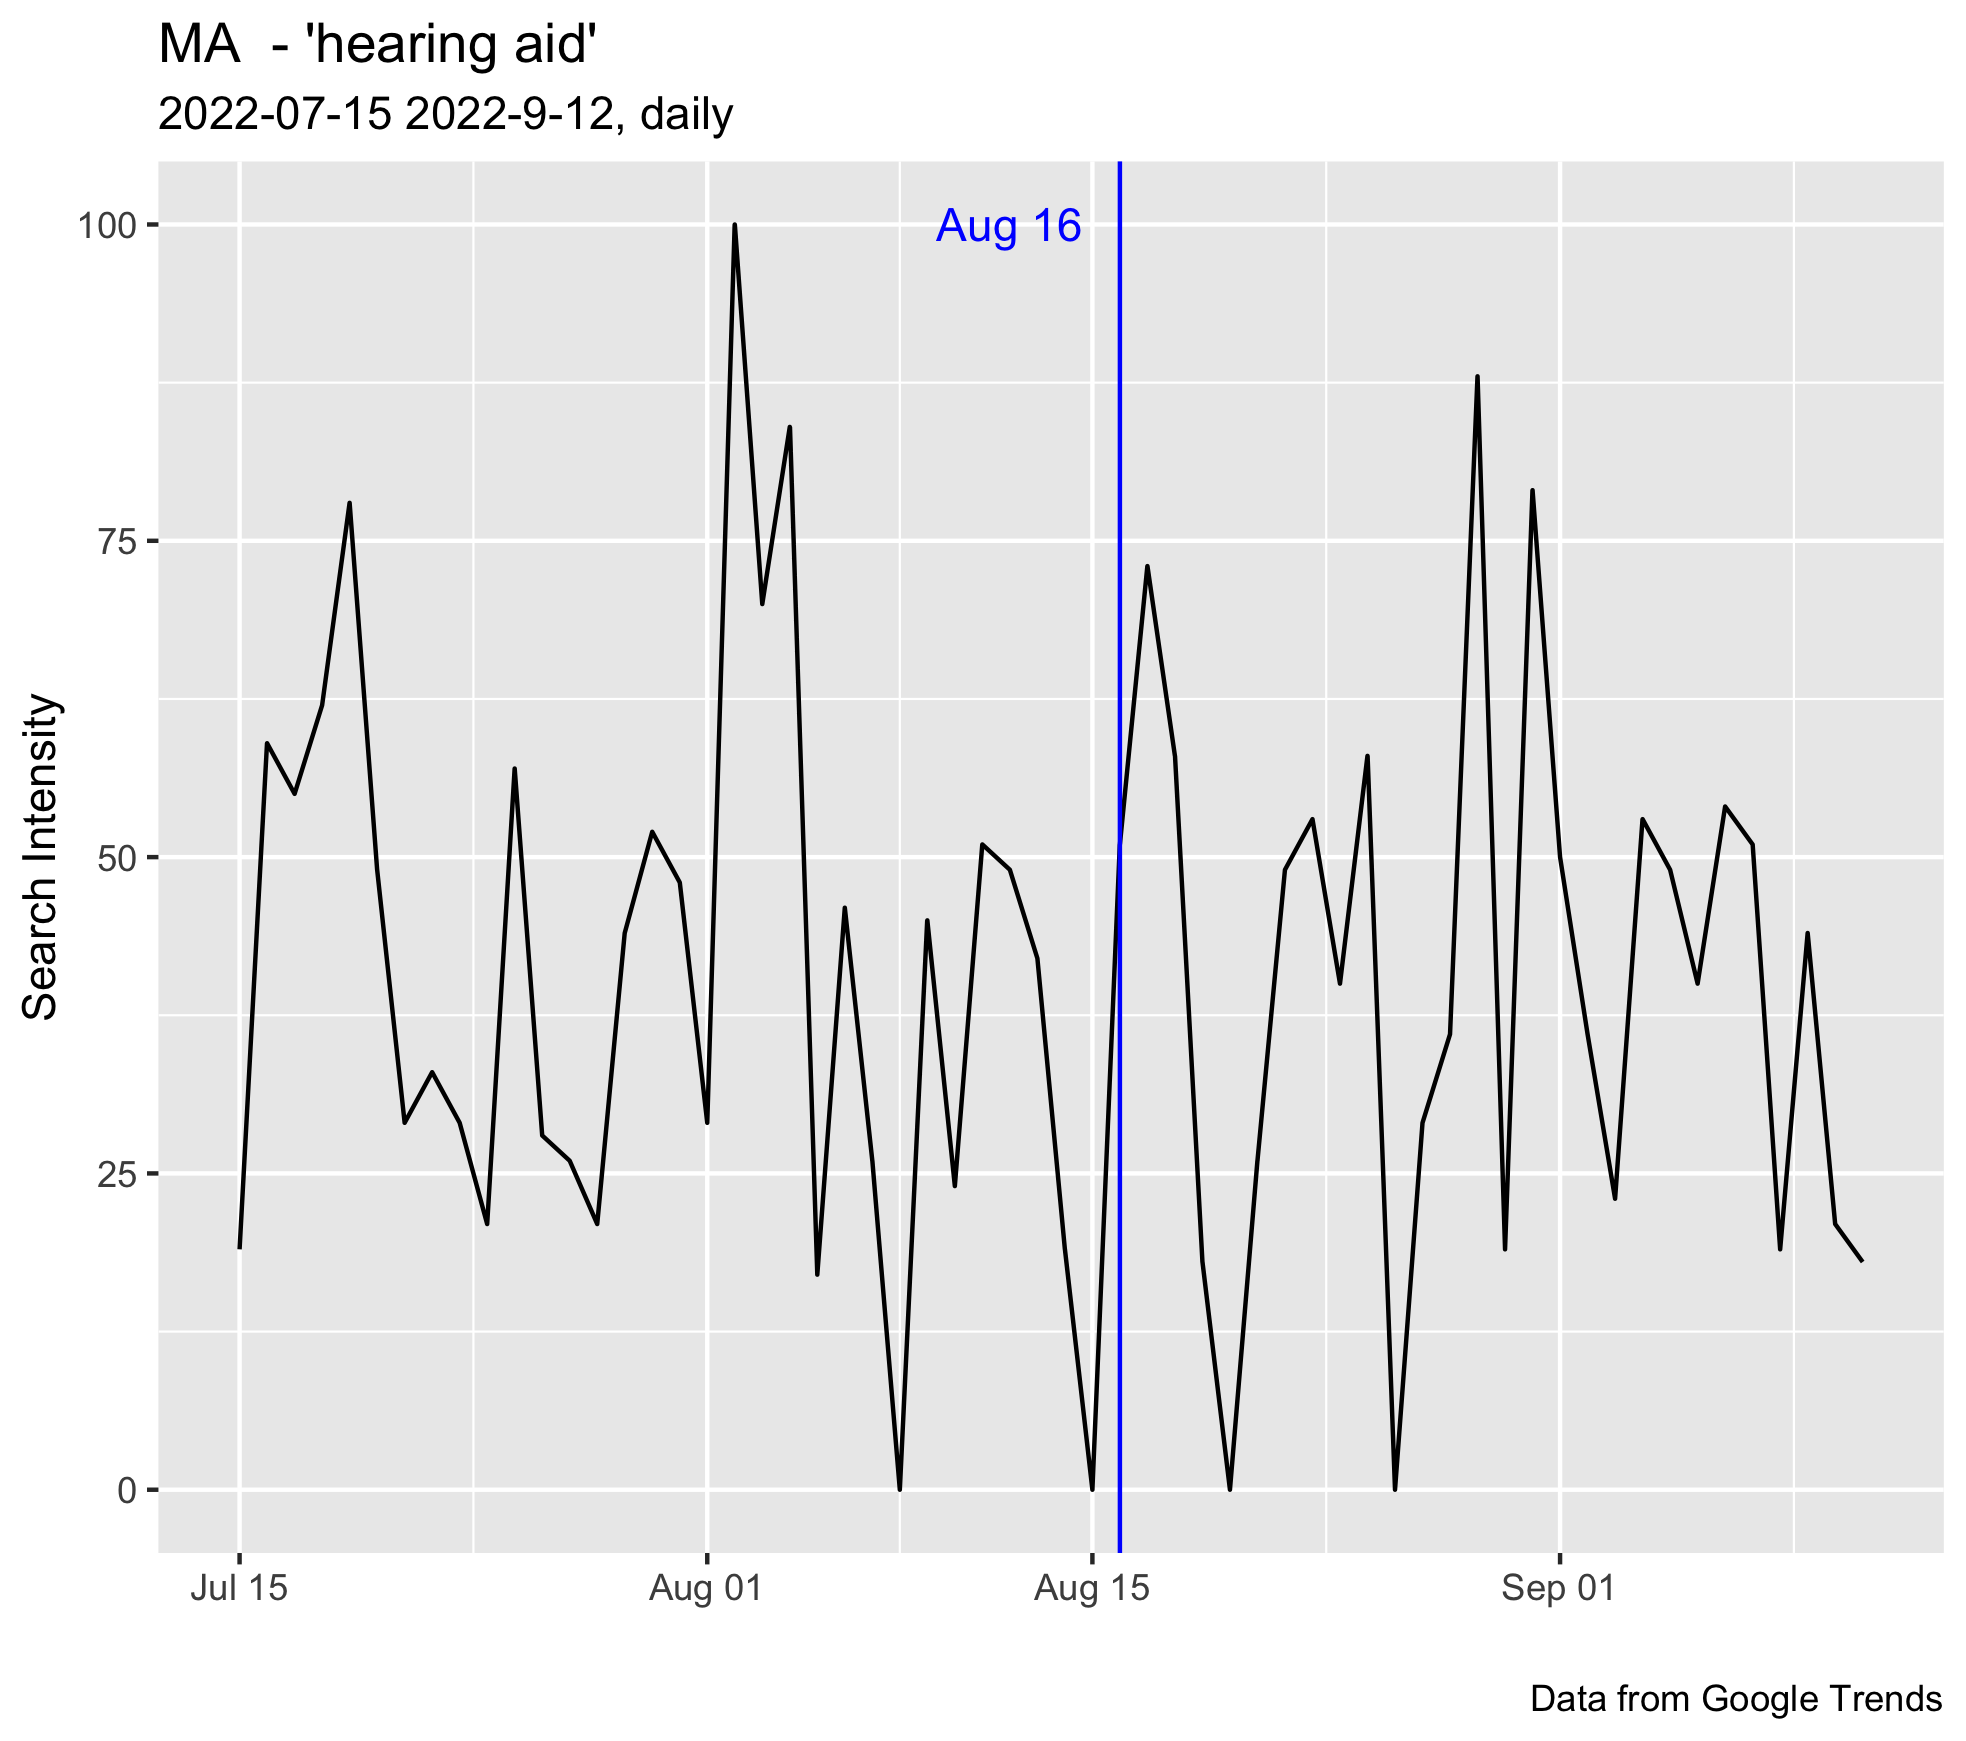 MA  - 'hearing aid'
2022-07-15 2022-9-12, daily
Aug 16
100
75
50
25
0
Search Intensity
Jul 15
Aug 01
Aug 15
Sep 01
Data from Google Trends